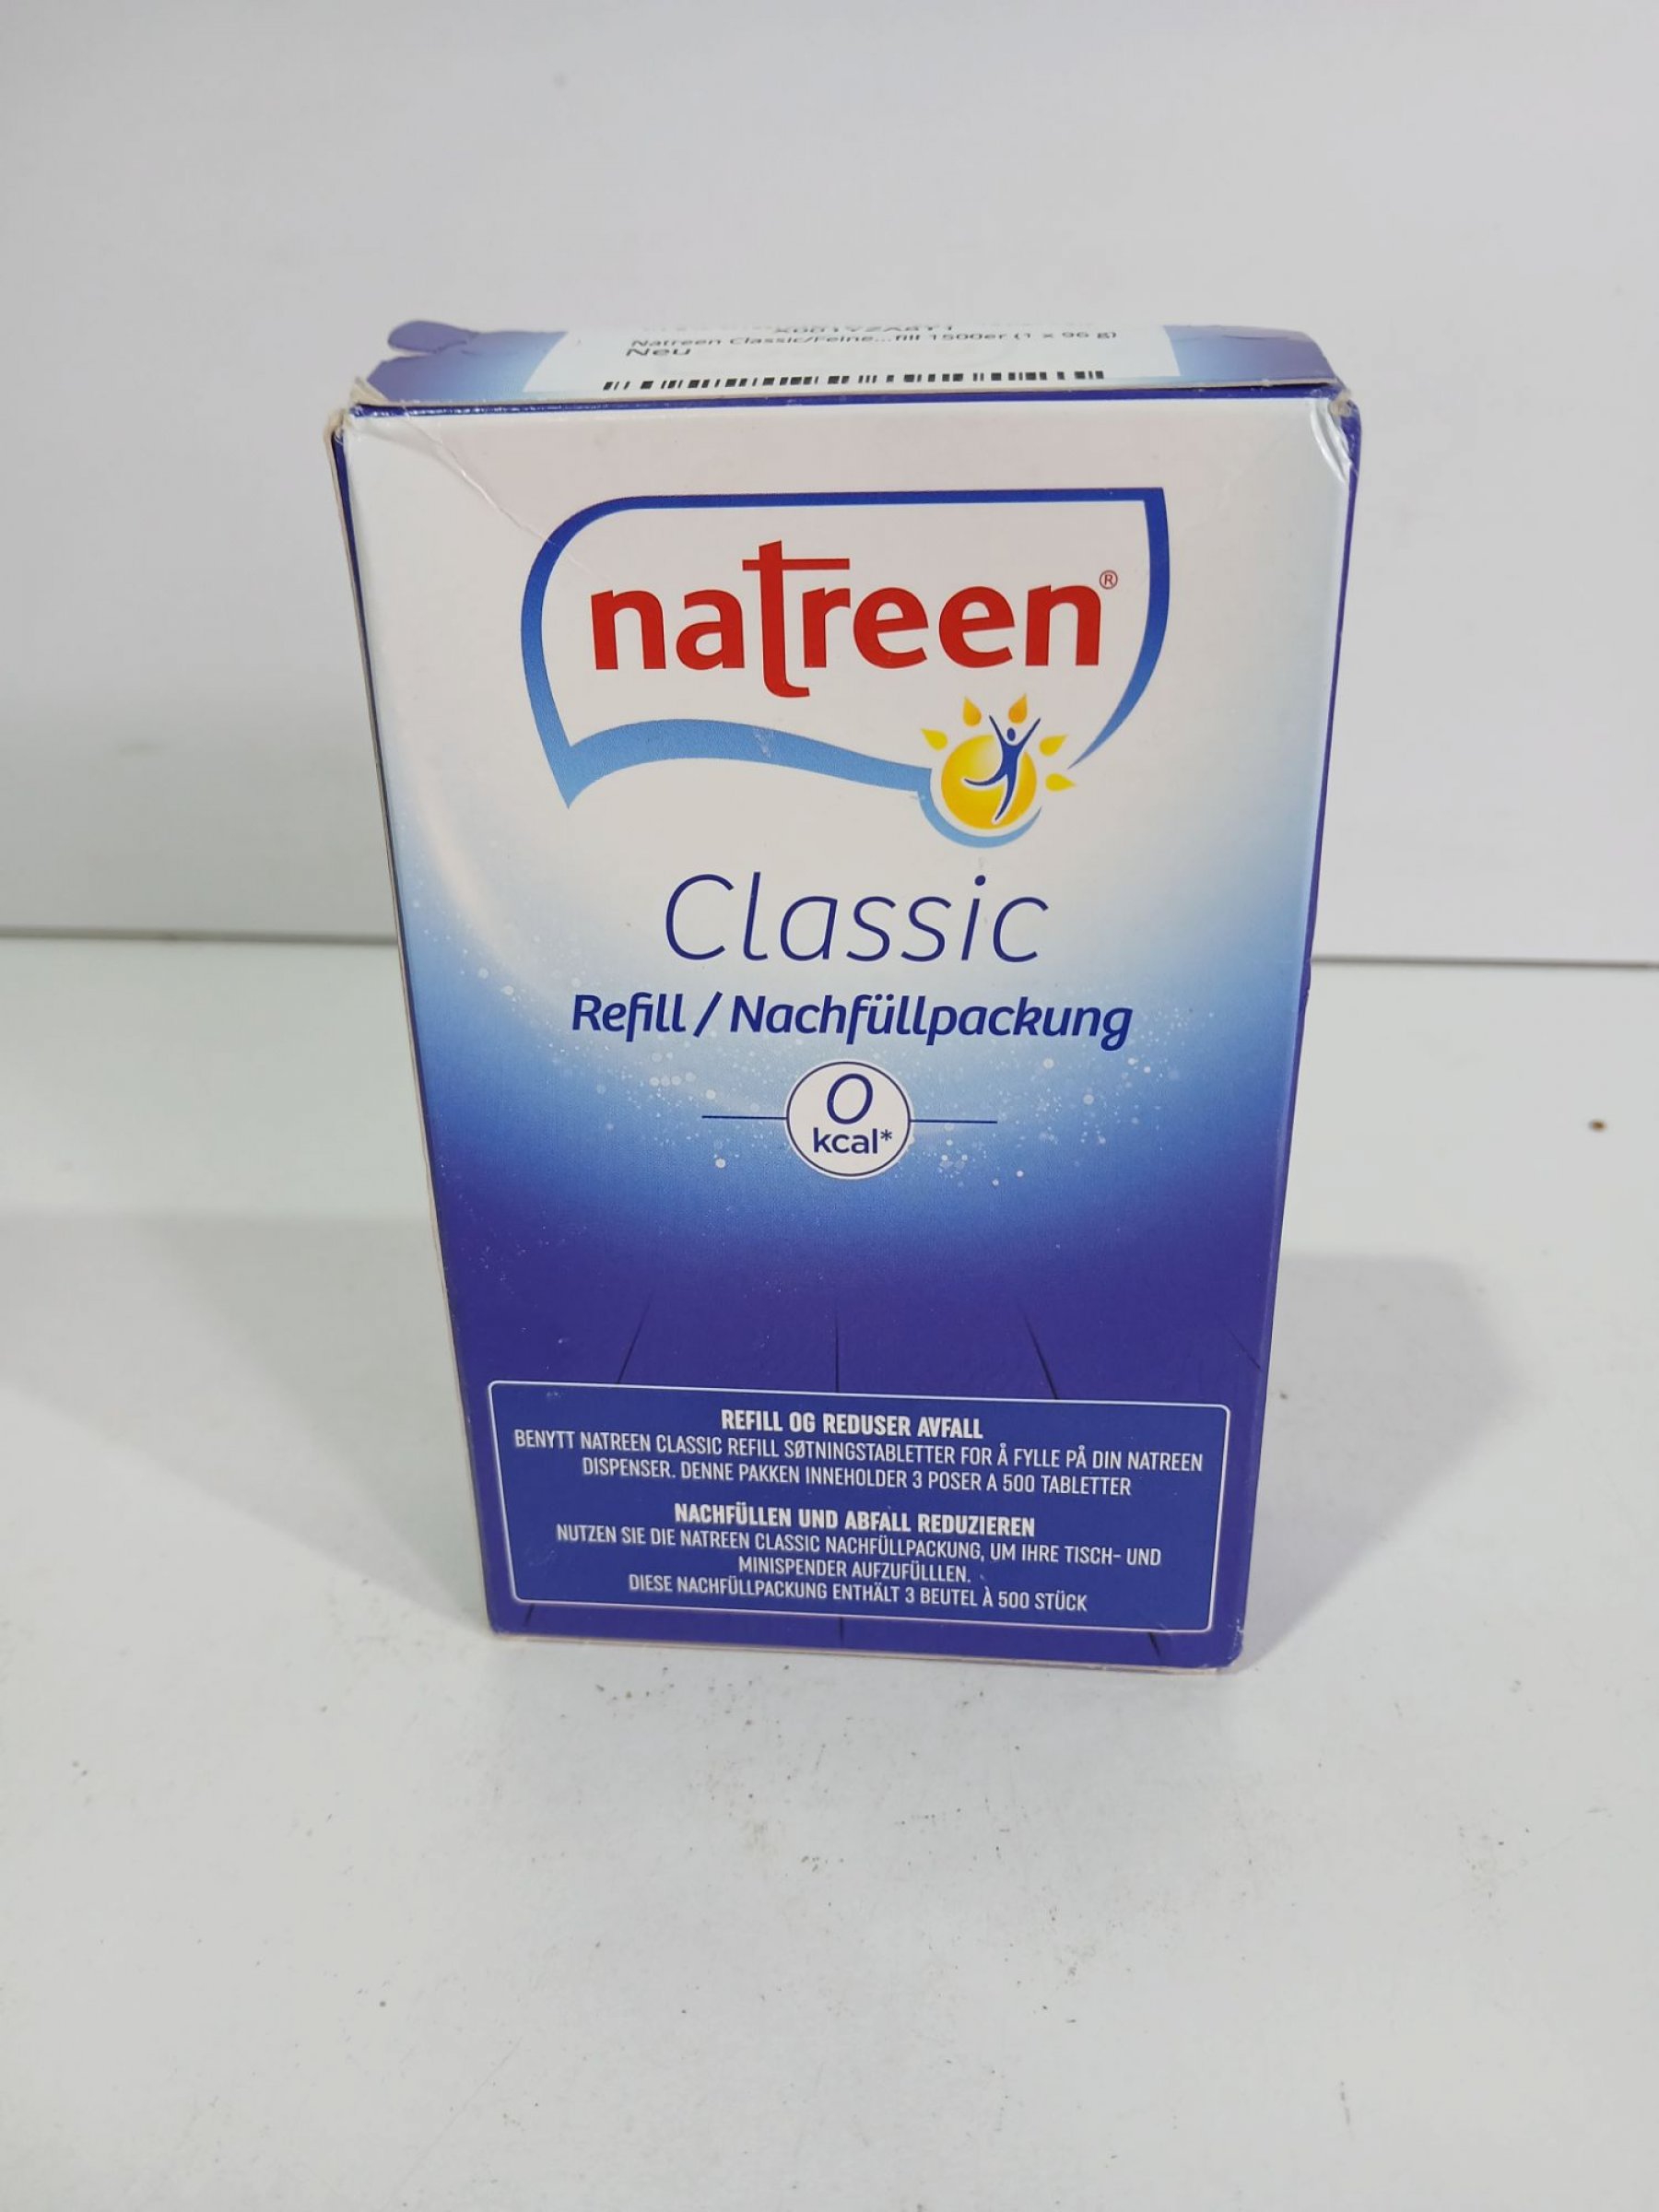 Natreen Classic/Feine...fill 1500er (1 x 96 g)
Neu
natreen®
Classic
Refill / Nachfüllpackung
0
kcal*
REFILL OG REDUSER AVFALL
BENYTT NATREEN CLASSIC REFILL SØTNINGSTABLETTER FOR Å FYLLE PÅ DIN NATREEN
DISPENSER. DENNE PAKKEN INNEHOLDER 3 POSER A 500 TABLETTER
NACHFÜLLEN UND ABFALL REDUZIEREN
NUTZEN SIE DIE NATREEN CLASSIC NACHFÜLLPACKUNG, UM IHRE TISCH- UND
MINISPENDER AUFZUFÜLLLEN.
DIESE NACHFÜLLPACKUNG ENTHÄLT 3 BEUTEL À 500 STÜCK